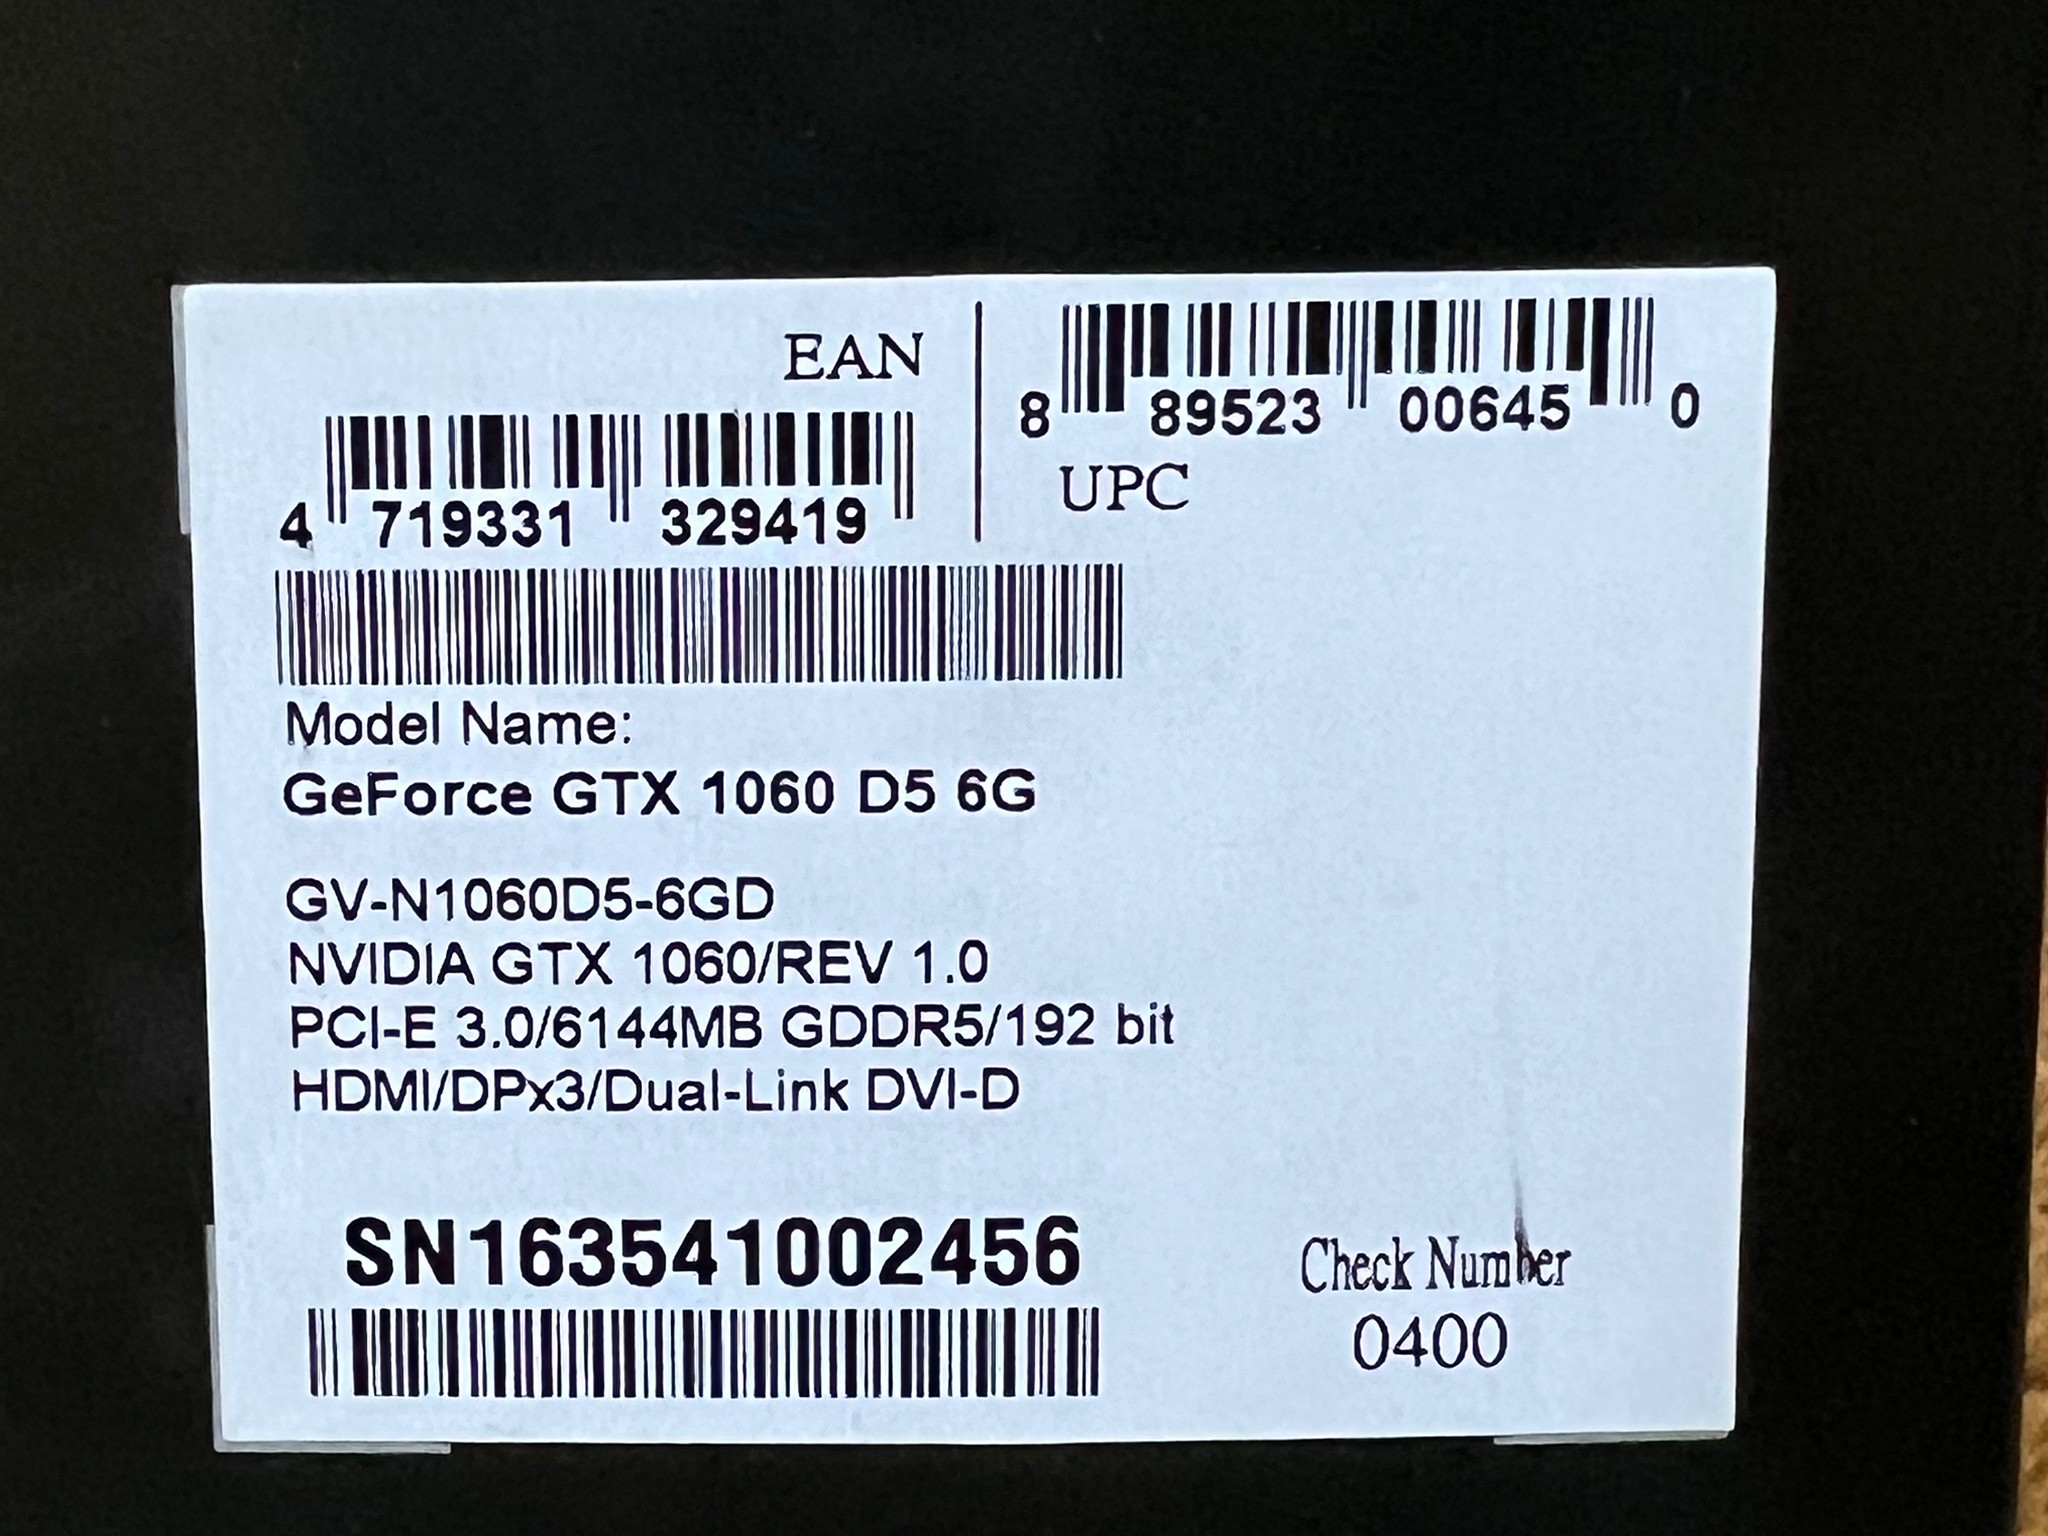 EAN
4 719331 329419
8 89523 00645 0
UPC
Model Name:
GeForce GTX 1060 D5 6G
GV-N1060D5-6GD
NVIDIA GTX 1060/REV 1.0
PCI-E 3.0/6144MB GDDR5/192 bit
HDMI/DPx3/Dual-Link DVI-D
SN163541002456
Check Number
0400